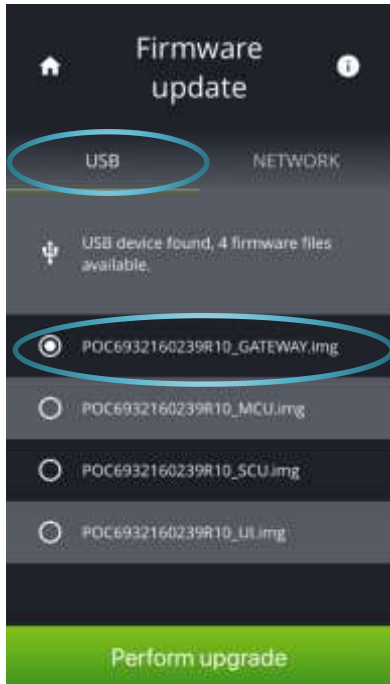 Firmware
update
USB
NETWORK
USB device found, 4 firmware files
available.
POC6932160239R10_GATEWAY.img
POC6932160239R10_MCU.img
POC6932160239R10_SCU.img
POC6932160239R10_UI.img
Perform upgrade